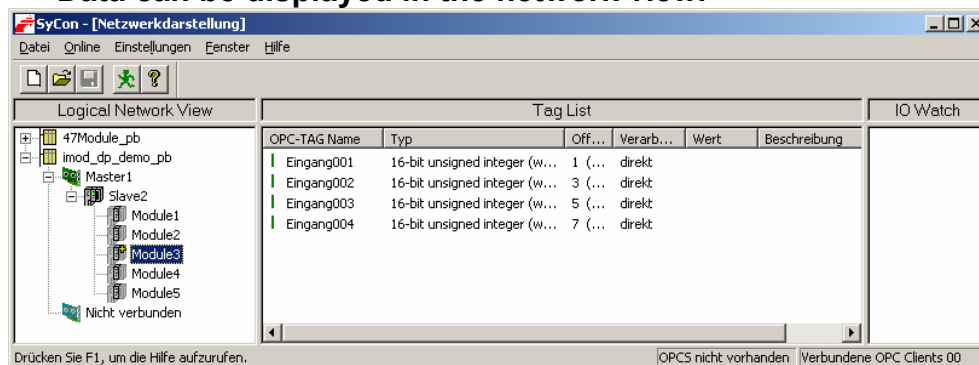 Data can be displayed in the network view.
SyCon - [Netzwerkdarstellung]
Datei Online Einstellungen Fenster Hilfe
Logical Network View Tag List IO Watch
47Module_pb
imod_dp_demo_pb
Master1
Slave2
Module1
Module2
Module3
Module4
Module5
Nicht verbunden
OPC-TAG Name Typ Off... Verarb... Wert Beschreibung
Eingang001 16-bit unsigned integer (w... 1 (... direkt
Eingang002 16-bit unsigned integer (w... 3 (... direkt
Eingang003 16-bit unsigned integer (w... 5 (... direkt
Eingang004 16-bit unsigned integer (w... 7 (... direkt
Drücken Sie F1, um die Hilfe aufzurufen. OPCS nicht vorhanden Verbundene OPC Clients 00